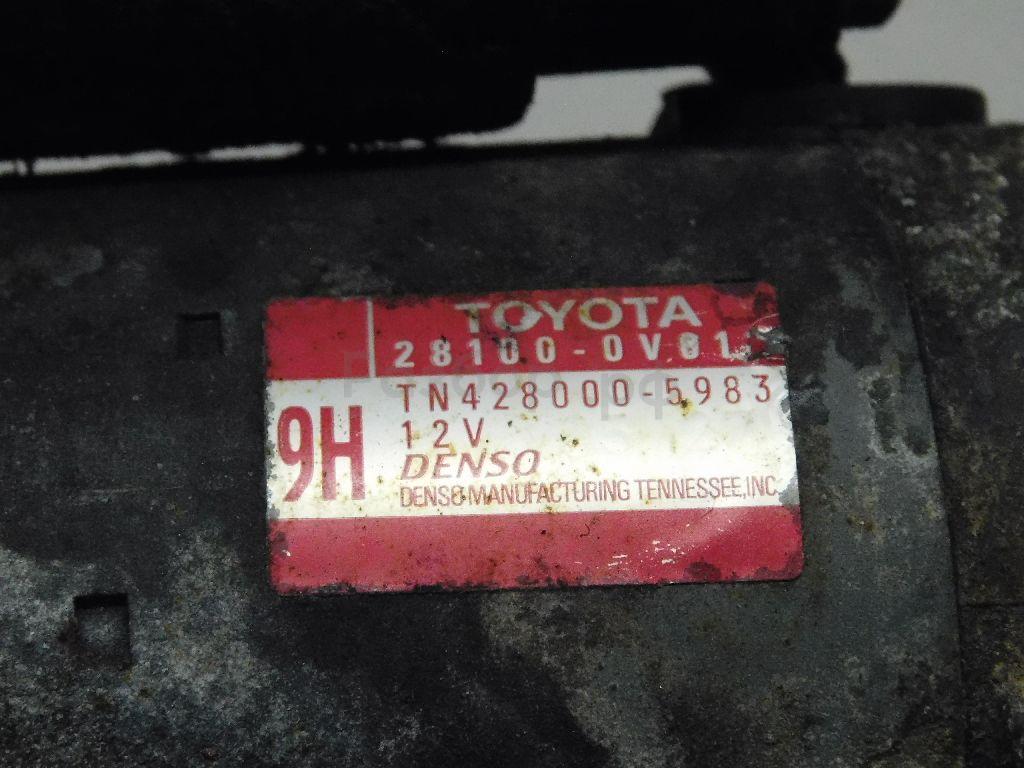 TOYOTA
28100-0V01
TN428000-5983
9H
12V
DENSO
DENSO MANUFACTURING TENNESSEE, INC